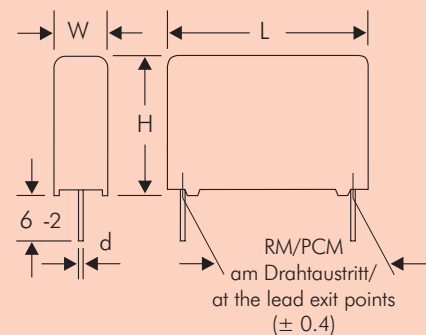 W
L
H
6 -2
d
RM/PCM
am Drahtaustritt/
at the lead exit points
(± 0.4)